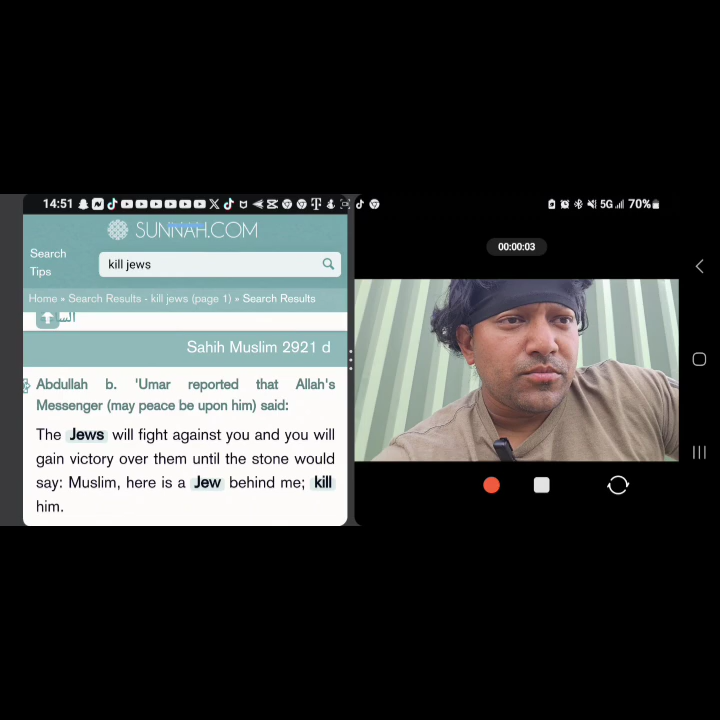 14:51
5G 70%
SUNNAH.COM
Search
Tips
kill jews
Home » Search Results - kill jews (page 1) » Search Results
Sahih Muslim 2921 d
Abdullah b. 'Umar reported that Allah's
Messenger (may peace be upon him) said:
The Jews will fight against you and you will
gain victory over them until the stone would
say: Muslim, here is a Jew behind me; kill
him.
00:00:03